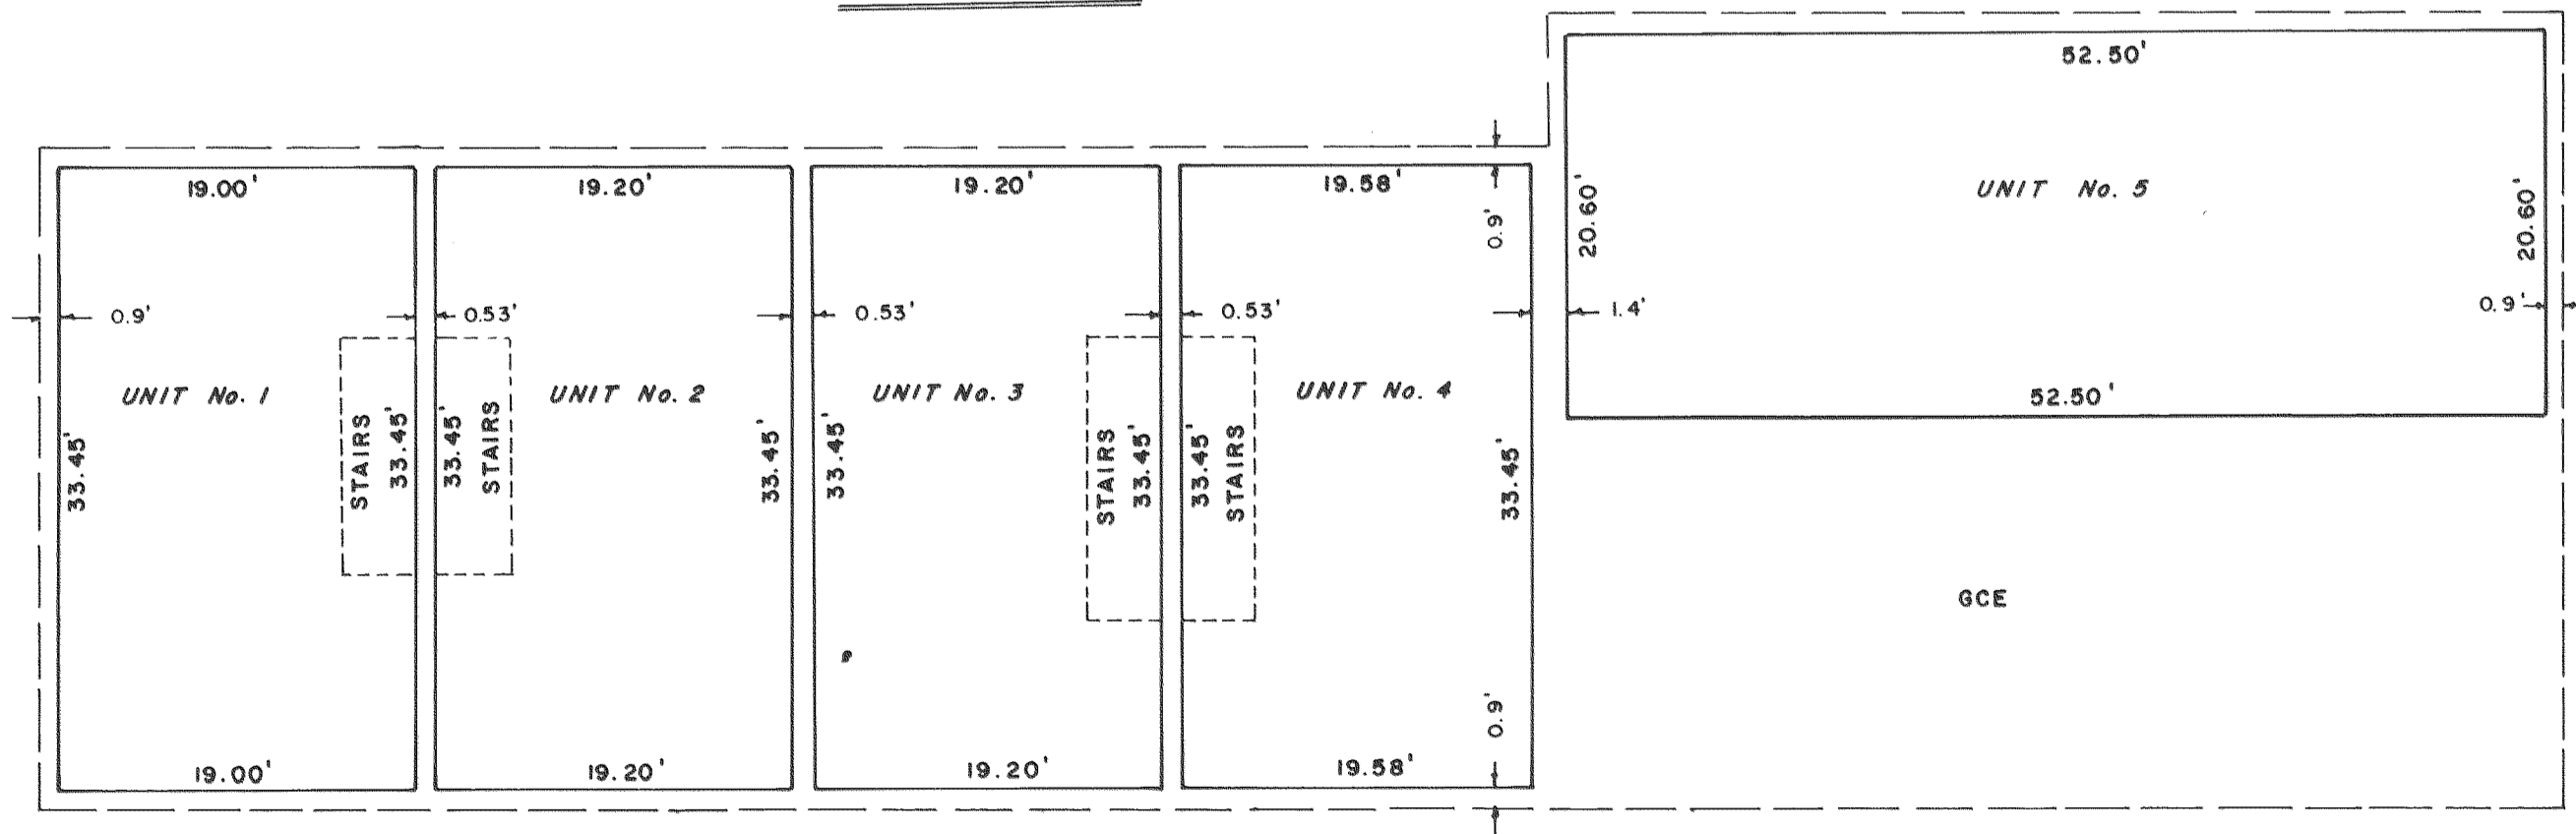 52.50'
19.00'
19.20'
19.20'
19.58'
20.60'
UNIT No. 5
20.60'
0.9'
0.9'
0.53'
0.53'
0.53'
1.4'
0.9'
UNIT No. 1
UNIT No. 2
UNIT No. 3
UNIT No. 4
52.50'
33.45'
STAIRS
33.45'
33.45'
STAIRS
33.45'
33.45'
STAIRS
33.45'
33.45'
STAIRS
33.45'
GCE
0.9'
19.00'
19.20'
19.20'
19.58'